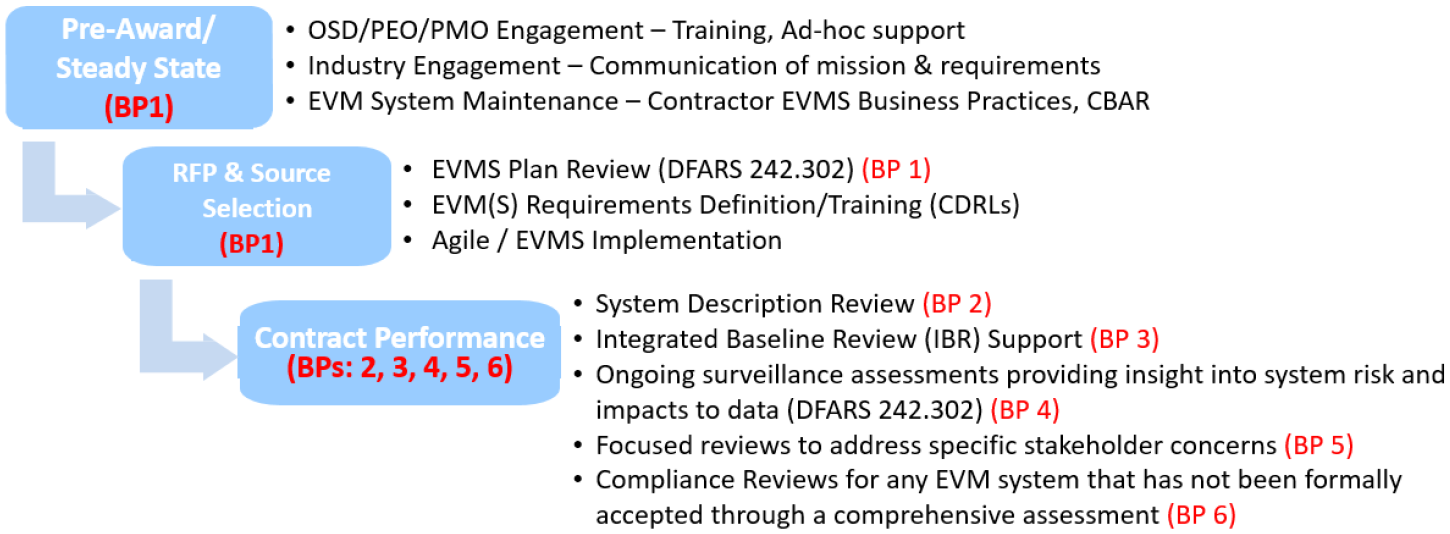 Pre-Award/
Steady State
(BP1)
• OSD/PEO/PMO Engagement – Training, Ad-hoc support
• Industry Engagement – Communication of mission & requirements
• EVM System Maintenance – Contractor EVMS Business Practices, CBAR
RFP & Source
Selection
(BP1)
• EVMS Plan Review (DFARS 242.302) (BP 1)
• EVM(S) Requirements Definition/Training (CDRLs)
• Agile / EVMS Implementation
Contract Performance
(BPs: 2, 3, 4, 5, 6)
• System Description Review (BP 2)
• Integrated Baseline Review (IBR) Support (BP 3)
• Ongoing surveillance assessments providing insight into system risk and
impacts to data (DFARS 242.302) (BP 4)
• Focused reviews to address specific stakeholder concerns (BP 5)
• Compliance Reviews for any EVM system that has not been formally
accepted through a comprehensive assessment (BP 6)